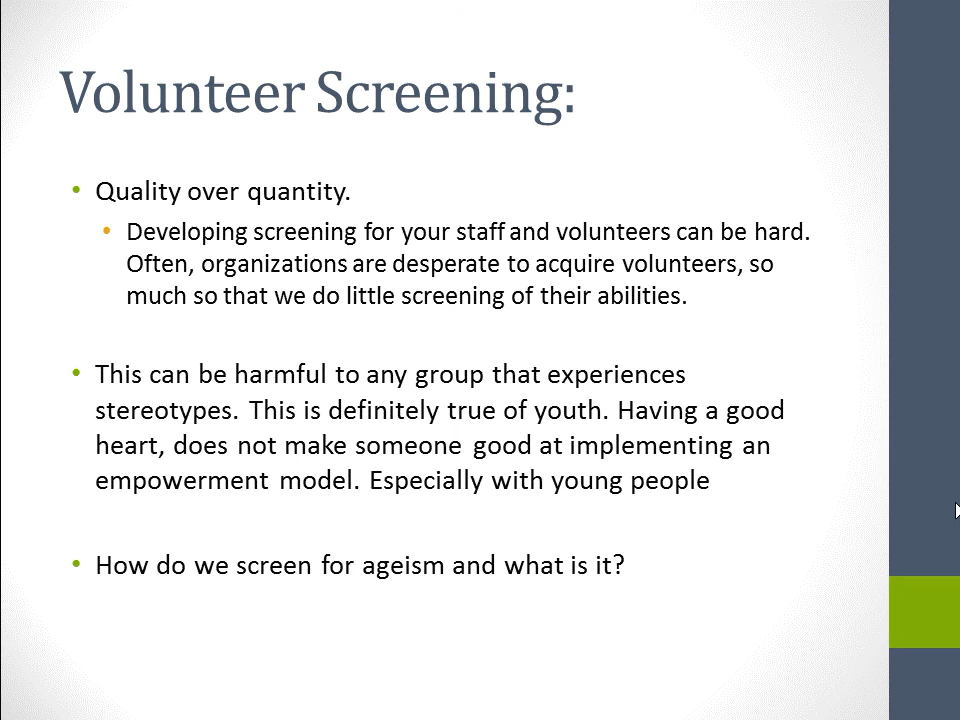 Volunteer Screening:
• Quality over quantity.
• Developing screening for your staff and volunteers can be hard.
Often, organizations are desperate to acquire volunteers, so
much so that we do little screening of their abilities.
• This can be harmful to any group that experiences
stereotypes. This is definitely true of youth. Having a good
heart, does not make someone good at implementing an
empowerment model. Especially with young people
• How do we screen for ageism and what is it?